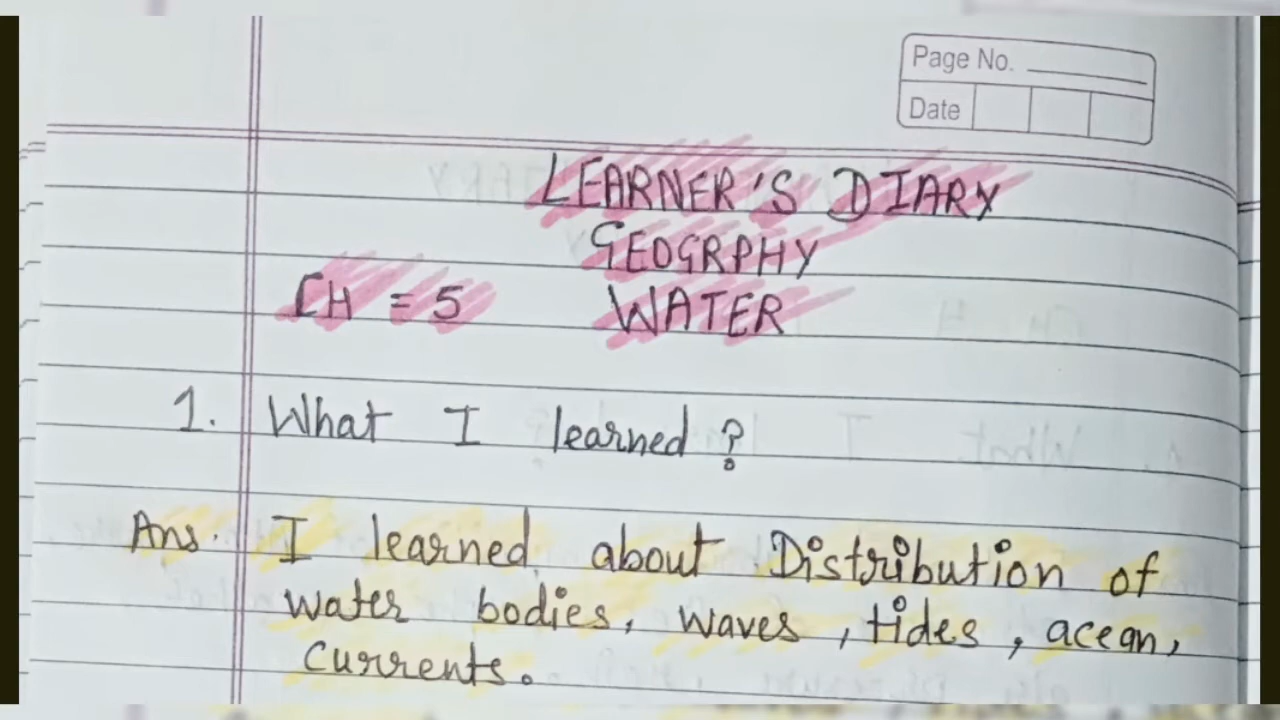 Page No.
Date
LEARNER'S DIARY
GEOGRPHY
CH = 5 WATER
1. What I learned?
Ans. I learned about Distribution of
water bodies, waves, tides, acean,
Currents.